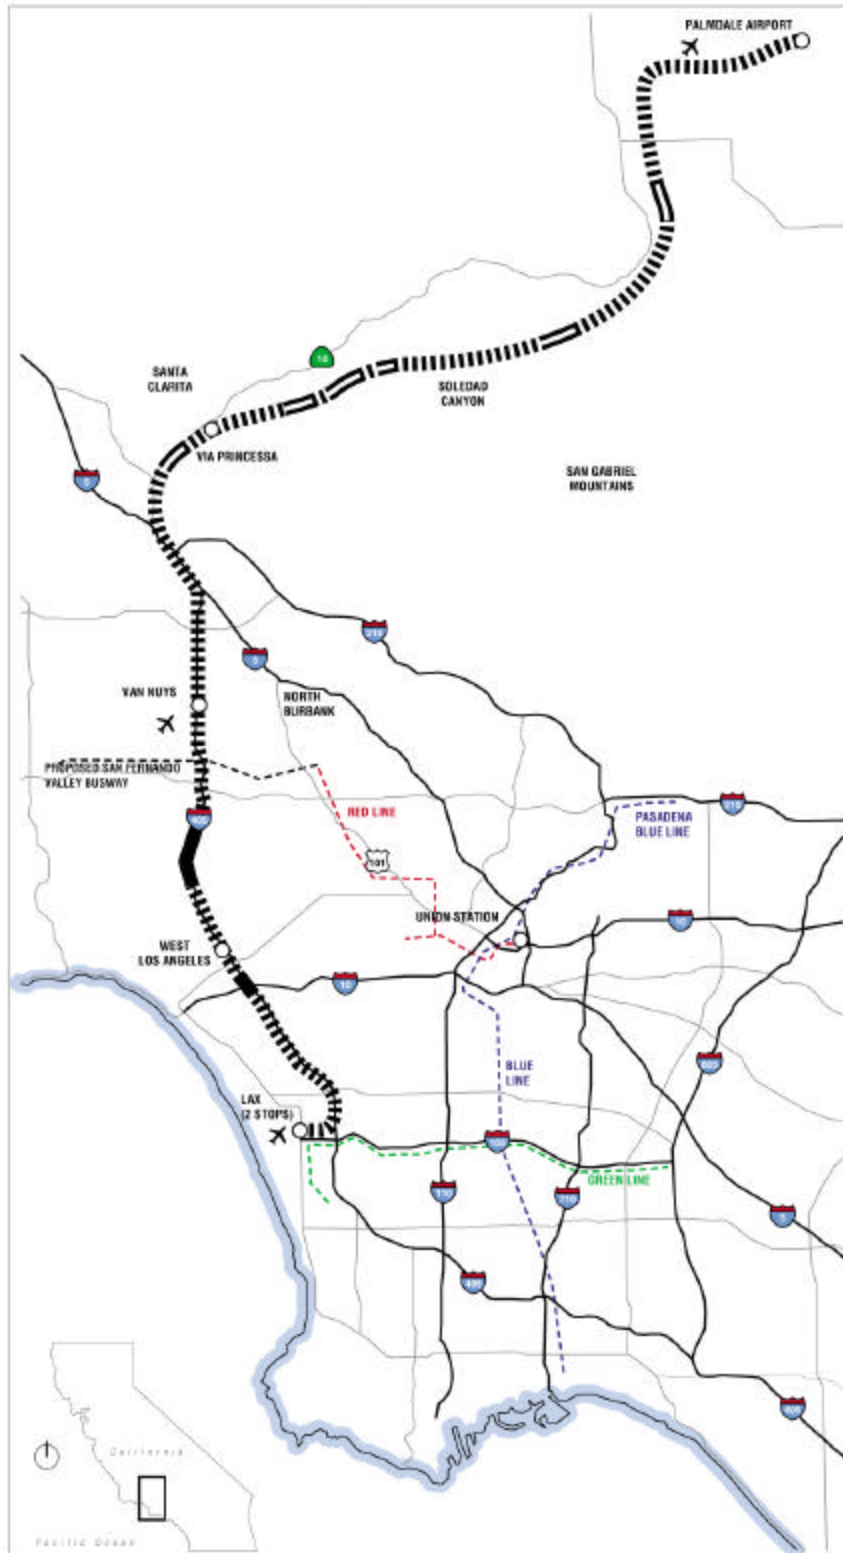 PALMDALE AIRPORT
14
SANTA
CLARITA
SOLEDAD
CANYON
VIA PRINCESSA
SAN GABRIEL
MOUNTAINS
5
210
5
VAN NUYS
NORTH
BURBANK
PROPOSED SAN FERNANDO
VALLEY BUSWAY
RED LINE
PASADENA
BLUE LINE
210
405
101
UNION STATION
10
WEST
LOS ANGELES
10
605
BLUE
LINE
LAX
(2 STOPS)
105
GREEN LINE
110
710
5
405
405
California
Pacific Ocean